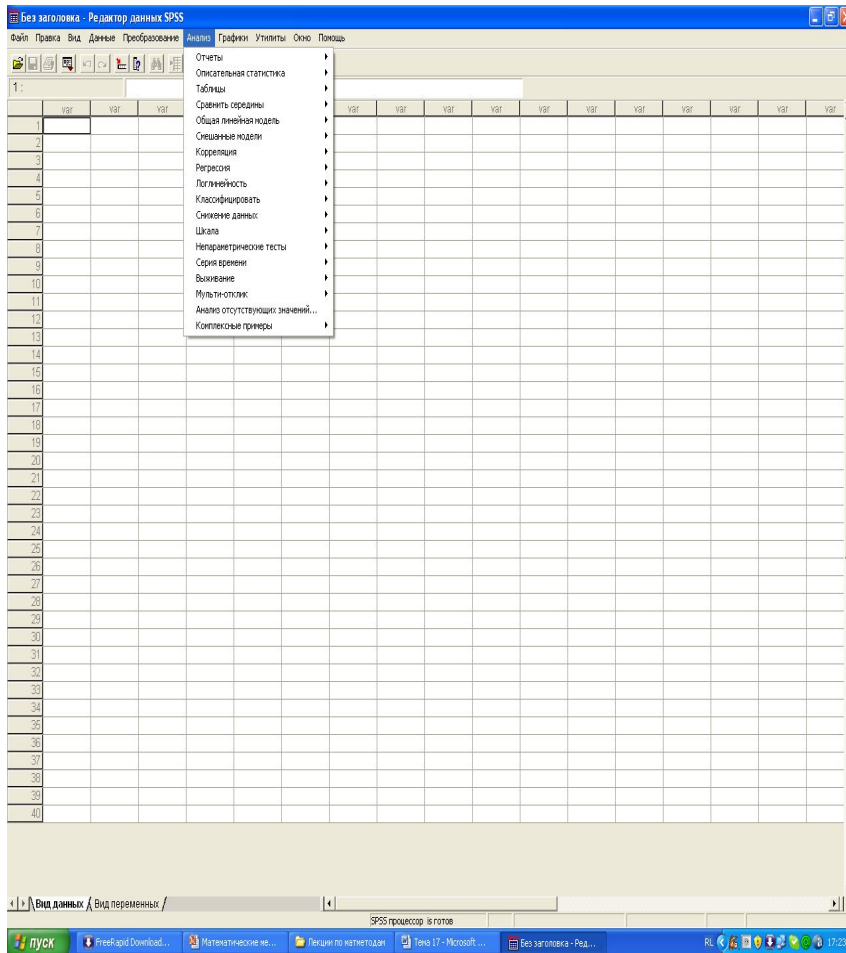 Без заголовка - Редактор данных SPSS
Файл Правка Вид Данные Преобразование Анализ Графики Утилиты Окно Помощь
1 :
Отчеты
Описательная статистика
Таблицы
Сравнить середины
Общая линейная модель
Смешанные модели
Корреляция
Регрессия
Логлинейность
Классифицировать
Снижение данных
Шкала
Непараметрические тесты
Серия времени
Выживание
Мульти-отклик
Анализ отсутствующих значений...
Комплексные примеры
var var var var var var var var var var var var var var
1
2
3
4
5
6
7
8
9
10
11
12
13
14
15
16
17
18
19
20
21
22
23
24
25
26
27
28
29
30
31
32
33
34
35
36
37
38
39
40
Вид данных Вид переменных
SPSS процессор is готов
пуск FreeRapid Download... Математические ме... Лекции по матметодам Тема 17 - Microsoft ... Без заголовка - Ред... RL 17:23